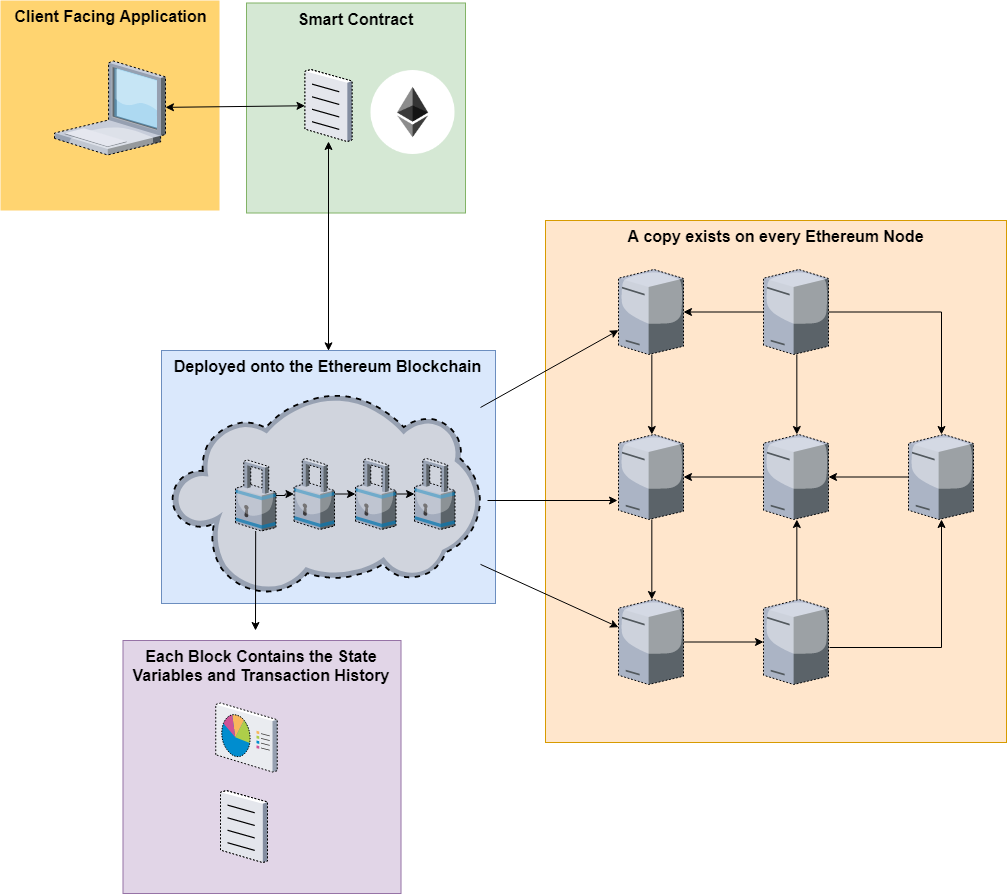 Client Facing Application
Smart Contract
A copy exists on every Ethereum Node
Deployed onto the Ethereum Blockchain
Each Block Contains the State
Variables and Transaction History